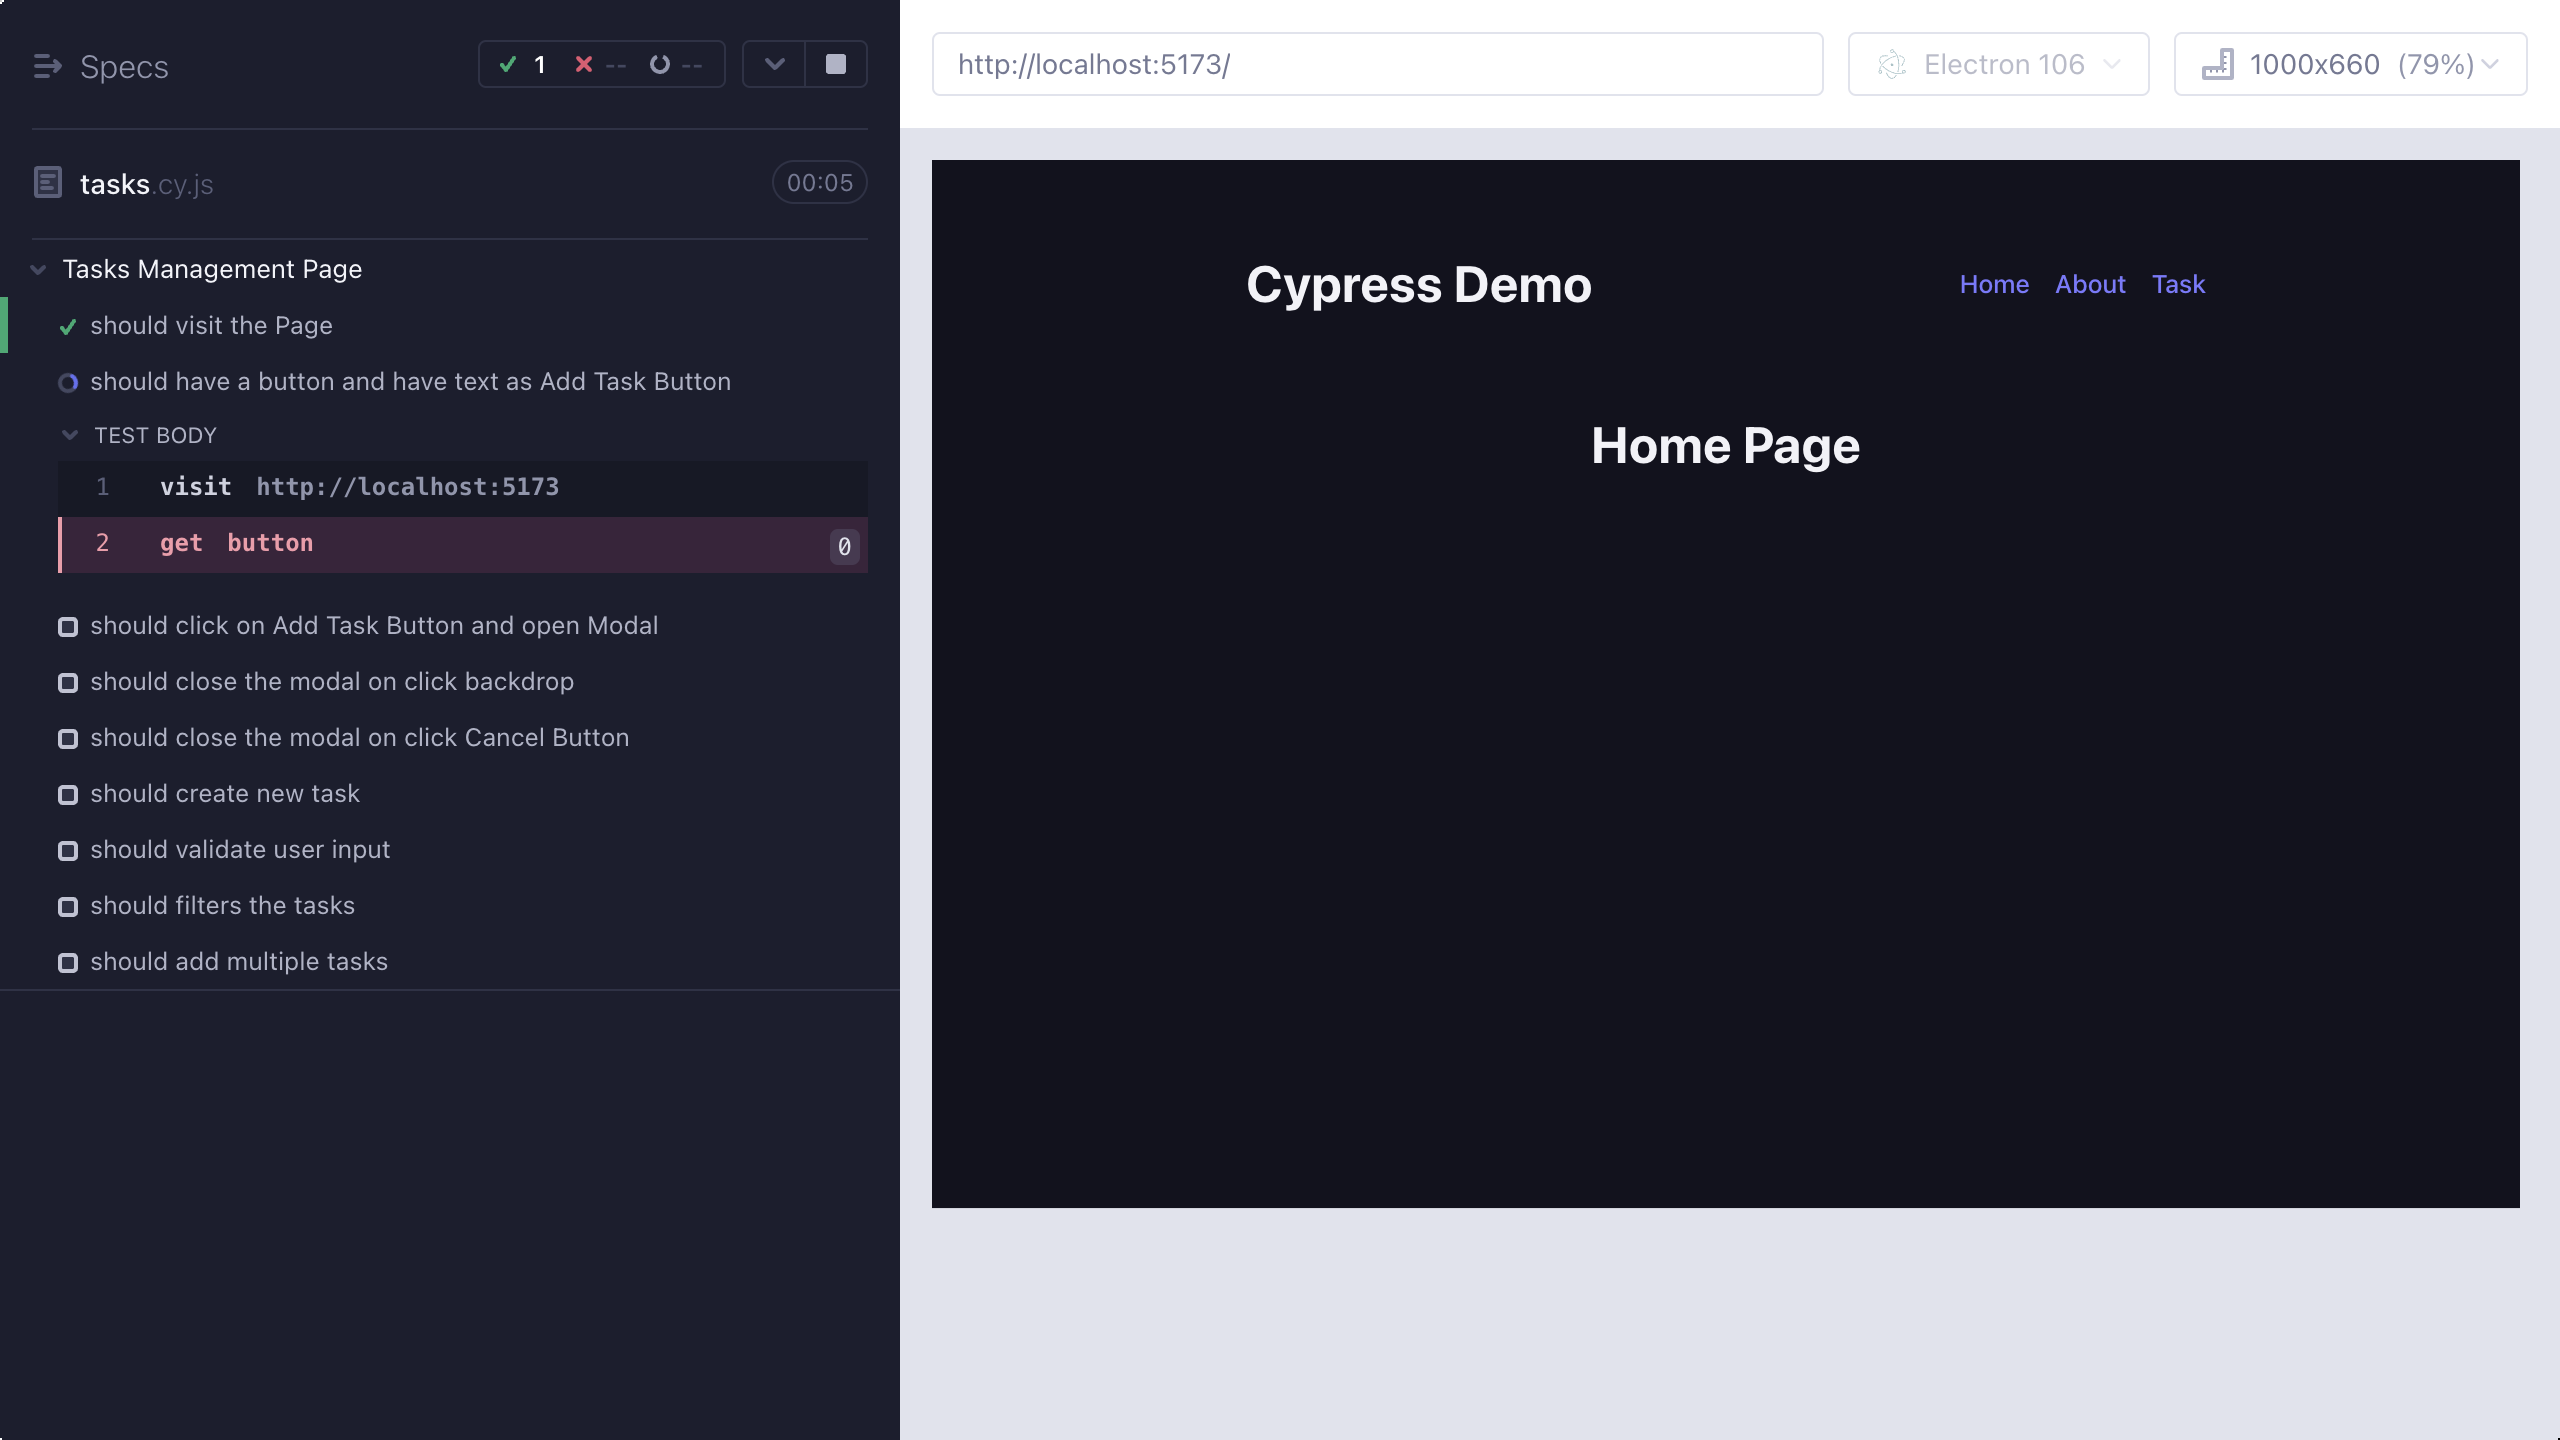 Specs
1 -- --
tasks.cy.js
00:05
Tasks Management Page
should visit the Page
should have a button and have text as Add Task Button
TEST BODY
1 visit http://localhost:5173
2 get button 0
should click on Add Task Button and open Modal
should close the modal on click backdrop
should close the modal on click Cancel Button
should create new task
should validate user input
should filters the tasks
should add multiple tasks
http://localhost:5173/
Electron 106
1000x660 (79%)
Cypress Demo
Home About Task
Home Page